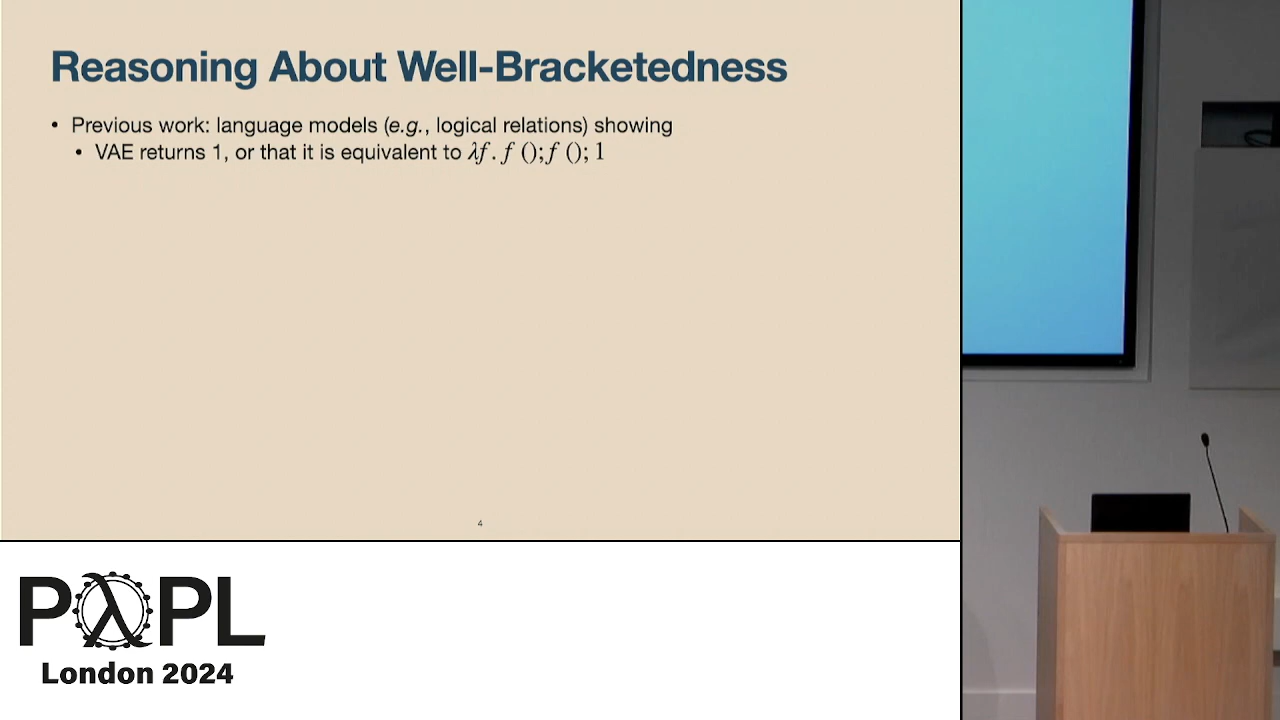 Reasoning About Well-Bracketedness
• Previous work: language models (e.g., logical relations) showing
• VAE returns 1, or that it is equivalent to λf . f (); f (); 1
4
PλPL
London 2024